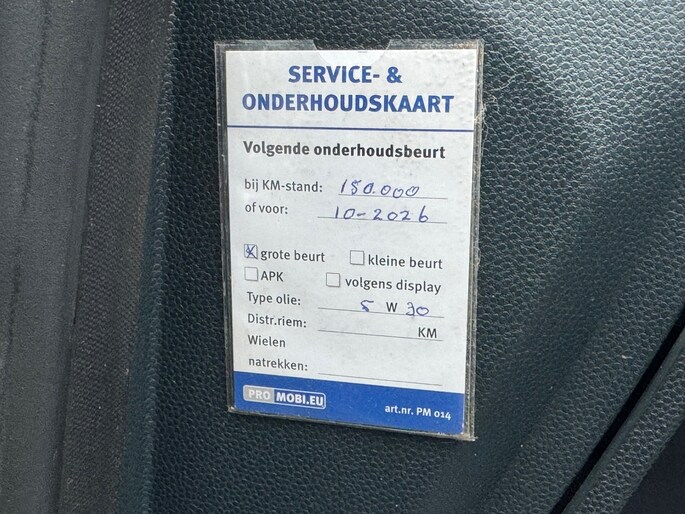 SERVICE- &
ONDERHOUDSKAART
Volgende onderhoudsbeurt
bij KM-stand: 150.000
of voor: 10-2026
☒ grote beurt ☐ kleine beurt
☐ APK ☐ volgens display
Type olie: 5 W 30
Distr.riem: KM
Wielen
natrekken:
PRO MOBI.EU art.nr. PM 014